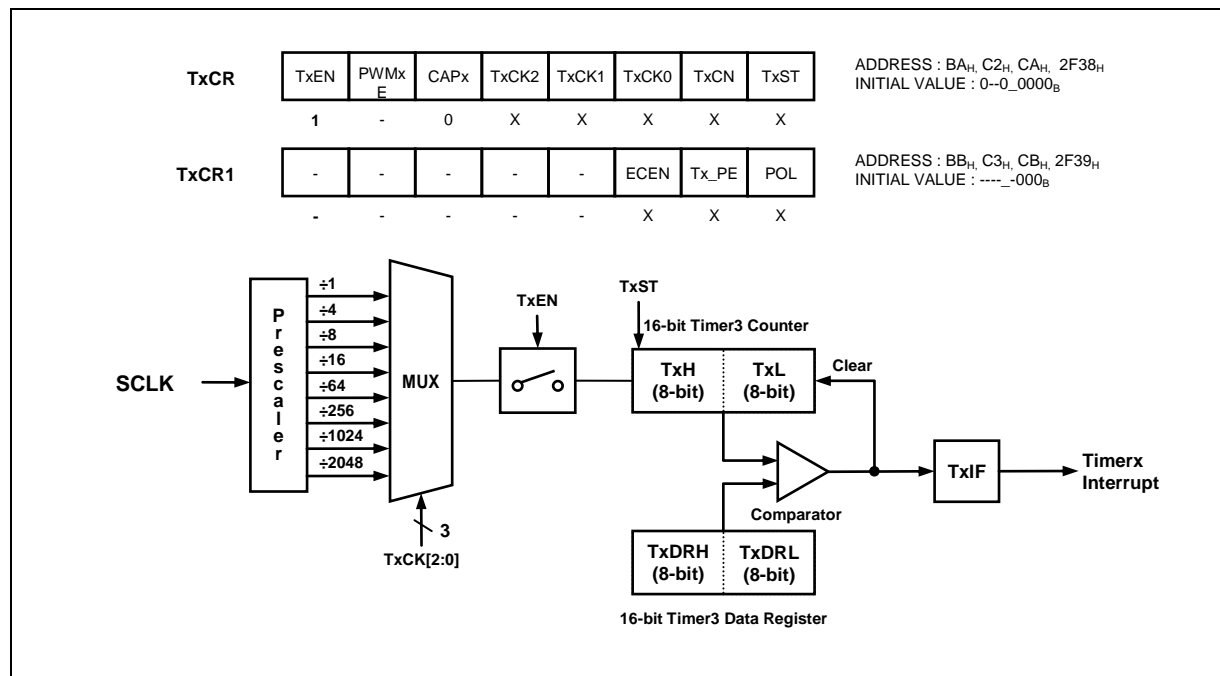 TxCR TxEN PWMx E CAPx TxCK2 TxCK1 TxCK0 TxCN TxST
ADDRESS : BAH, C2H, CAH, 2F38H
INITIAL VALUE : 0--0_0000B
1 - 0 X X X X X
TxCR1 - - - - - ECEN Tx_PE POL
ADDRESS : BBH, C3H, CBH, 2F39H
INITIAL VALUE : ----_-000B
- - - - - X X X
SCLK
Prescaler
÷1
÷4
÷8
÷16
÷64
÷256
÷1024
÷2048
MUX
3
TxCK[2:0]
TxEN
TxST
16-bit Timer3 Counter
TxH TxL
(8-bit) (8-bit)
Clear
Comparator
TxIF
Timerx
Interrupt
TxDRH TxDRL
(8-bit) (8-bit)
16-bit Timer3 Data Register